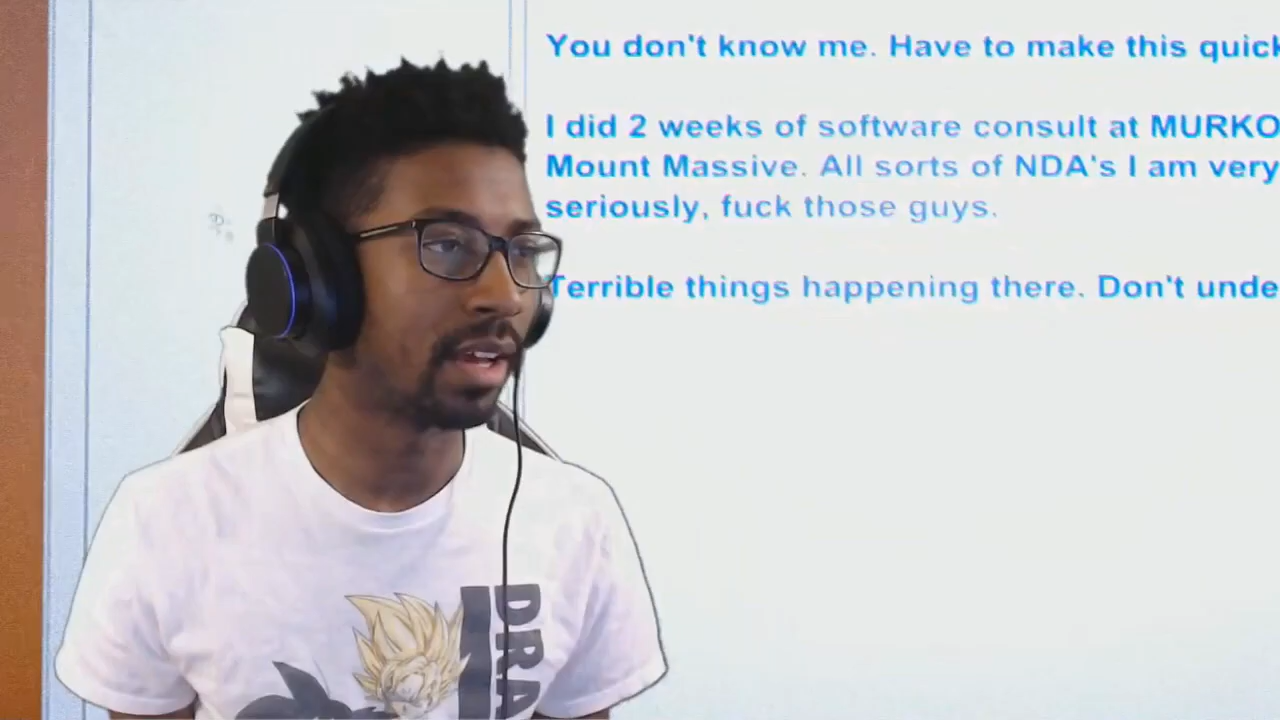 You don't know me. Have to make this quick
I did 2 weeks of software consult at MURKO
Mount Massive. All sorts of NDA's I am very
seriously, fuck those guys.
Terrible things happening there. Don't unde
DRA